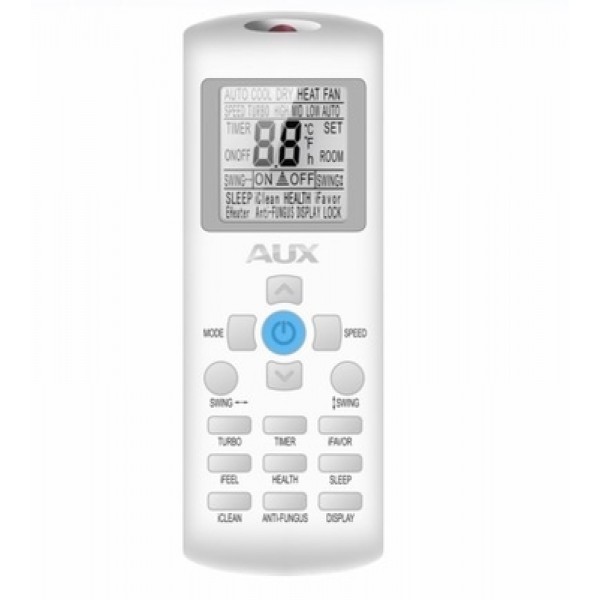 AUTO COOL DRY HEAT FAN
SPEED TURBO HIGH MID LOW AUTO
TIMER 8.8 °C °F h SET
ONOFF ROOM
SWING↔ ON OFF SWING↕
SLEEP iClean HEALTH iFavor
EHeater Anti-FUNGUS DISPLAY LOCK
AUX
MODE SPEED
SWING ↔ ↕ SWING
TURBO TIMER iFAVOR
iFEEL HEALTH SLEEP
iCLEAN ANTI-FUNGUS DISPLAY